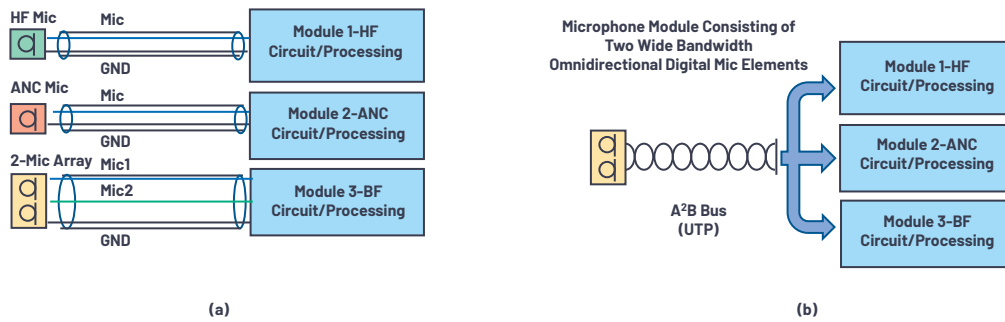 HF Mic
Mic
GND
Module 1-HF
Circuit/Processing
ANC Mic
Mic
GND
Module 2-ANC
Circuit/Processing
2-Mic Array
Mic1
Mic2
GND
Module 3-BF
Circuit/Processing
(a)
Microphone Module Consisting of
Two Wide Bandwidth
Omnidirectional Digital Mic Elements
A²B Bus
(UTP)
Module 1-HF
Circuit/Processing
Module 2-ANC
Circuit/Processing
Module 3-BF
Circuit/Processing
(b)